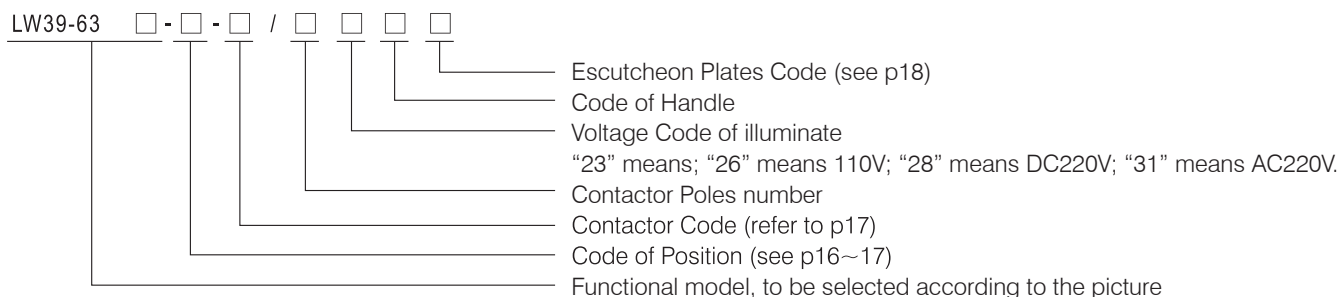 LW39-63 □-□-□ / □ □ □ □
Escutcheon Plates Code (see p18)
Code of Handle
Voltage Code of illuminate
“23” means; “26” means 110V; “28” means DC220V; “31” means AC220V.
Contactor Poles number
Contactor Code (refer to p17)
Code of Position (see p16~17)
Functional model, to be selected according to the picture